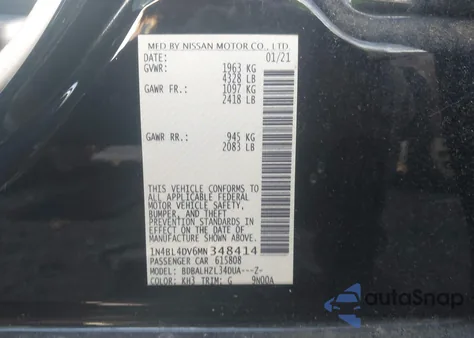 MFD BY NISSAN MOTOR CO., LTD.
DATE: 01/21
GVWR: 1963 KG
4328 LB
GAWR FR.: 1097 KG
2418 LB
GAWR RR.: 945 KG
2083 LB
THIS VEHICLE CONFORMS TO
ALL APPLICABLE FEDERAL
MOTOR VEHICLE SAFETY,
BUMPER, AND THEFT
PREVENTION STANDARDS IN
EFFECT ON THE DATE OF
MANUFACTURE SHOWN ABOVE.
1N4BL4DV6MN348414
PASSENGER CAR 615808
MODEL: BDBALHZL34DUA---Z-
COLOR: KH3 TRIM: G 9NOOA
autoSnap